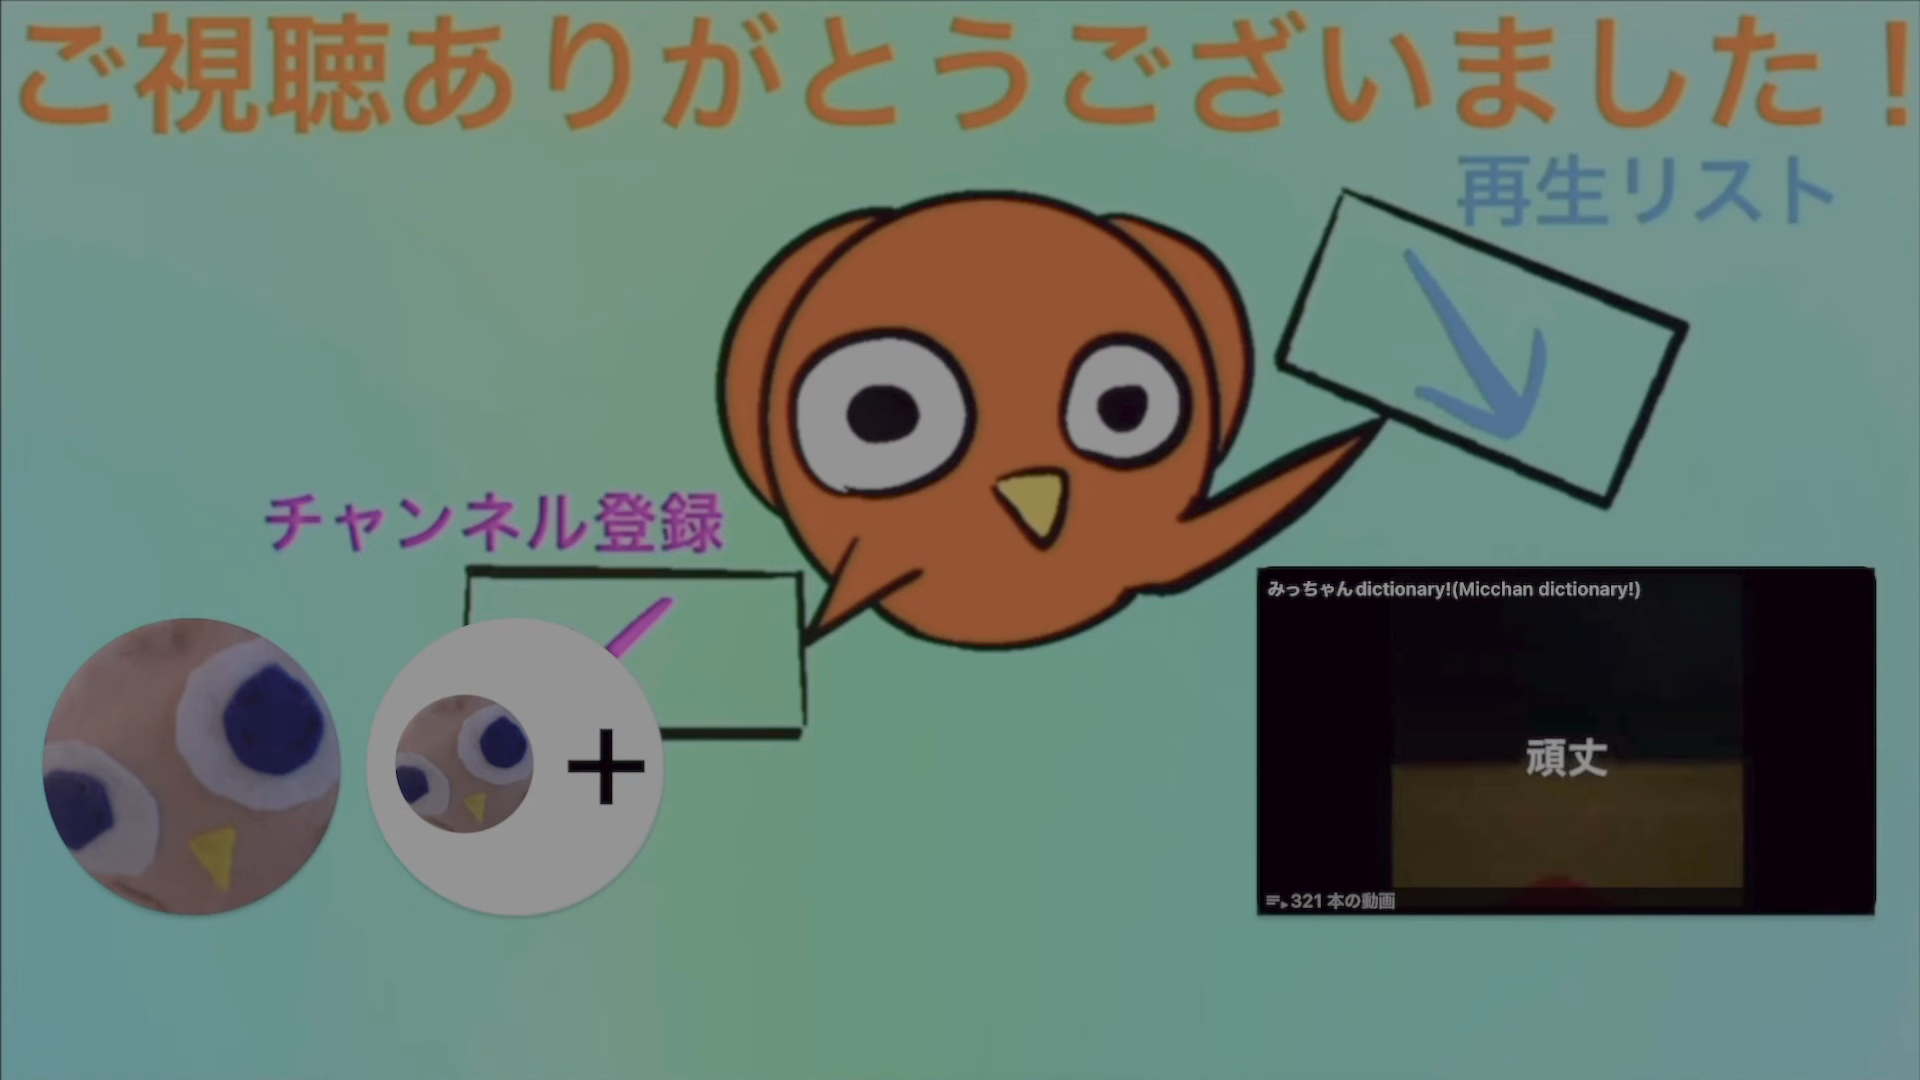 ご視聴ありがとうございました！
再生リスト
チャンネル登録
みっちゃんdictionary!(Micchan dictionary!)
頑丈
321 本の動画